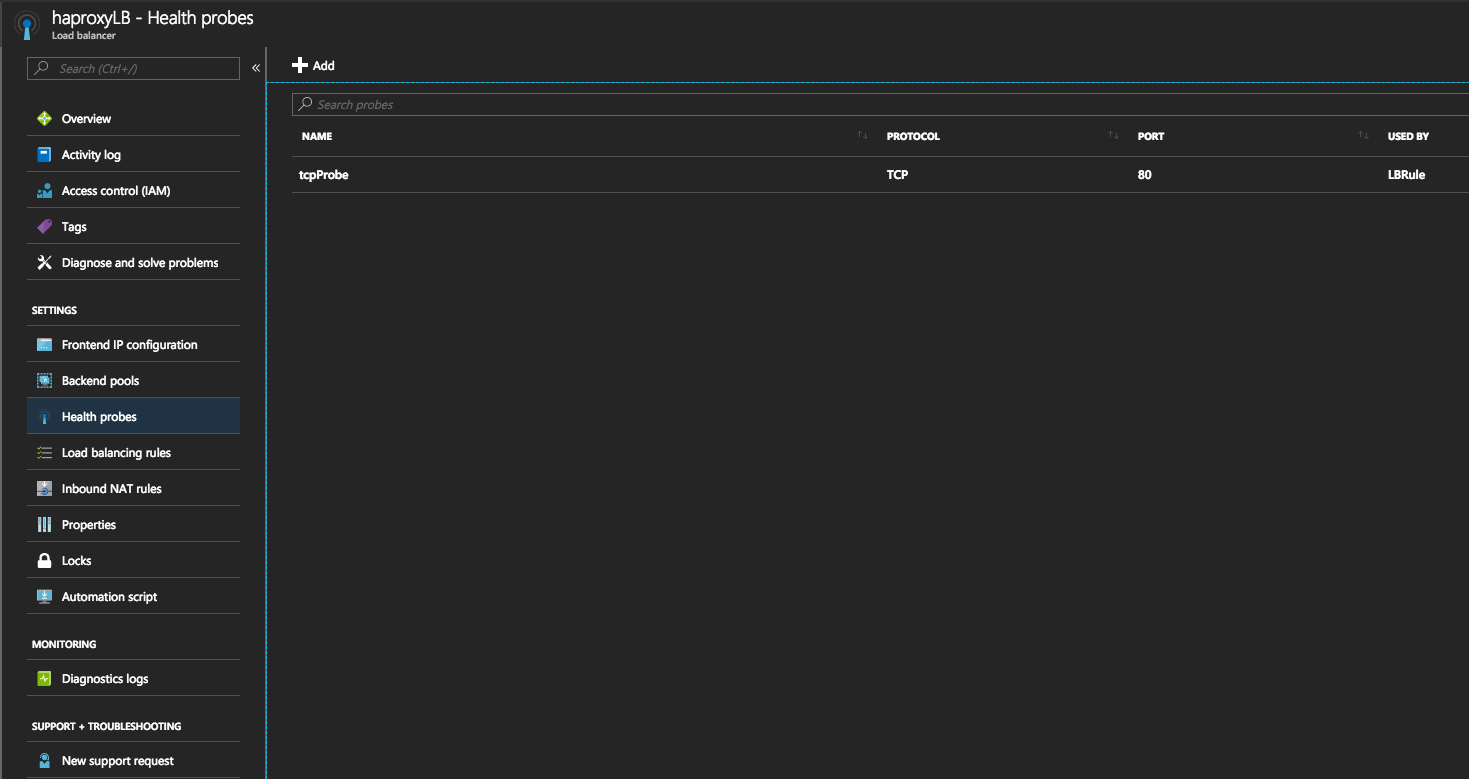 haproxyLB - Health probes
Load balancer
Search (Ctrl+/)
«
Overview
Activity log
Access control (IAM)
Tags
Diagnose and solve problems
SETTINGS
Frontend IP configuration
Backend pools
Health probes
Load balancing rules
Inbound NAT rules
Properties
Locks
Automation script
MONITORING
Diagnostics logs
SUPPORT + TROUBLESHOOTING
New support request
Add
Search probes
NAME PROTOCOL PORT USED BY
tcpProbe TCP 80 LBRule